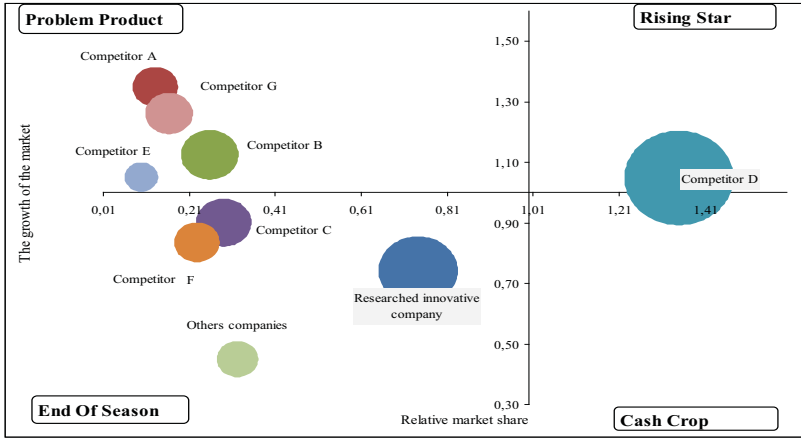 Problem Product
Rising Star
1,50
Competitor A
Competitor G
1,30
The growth of the market
Competitor B
Competitor E
1,10
Competitor D
0,01 0,21 0,41 0,61 0,81 1,01 1,21 1,41
0,90
Competitor C
Competitor F
0,70
Researched innovative
company
Others companies
0,50
End Of Season
0,30
Relative market share
Cash Crop